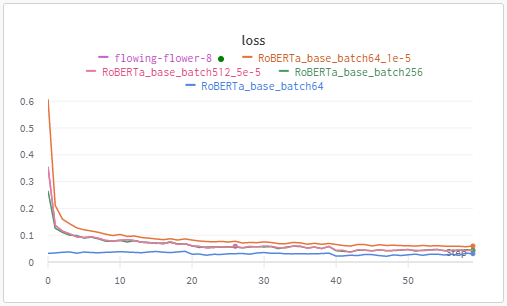 loss
flowing-flower-8 RoBERTa_base_batch64_1e-5
RoBERTa_base_batch512_5e-5 RoBERTa_base_batch256
RoBERTa_base_batch64
0.6
0.5
0.4
0.3
0.2
0.1
0
Step
0 10 20 30 40 50